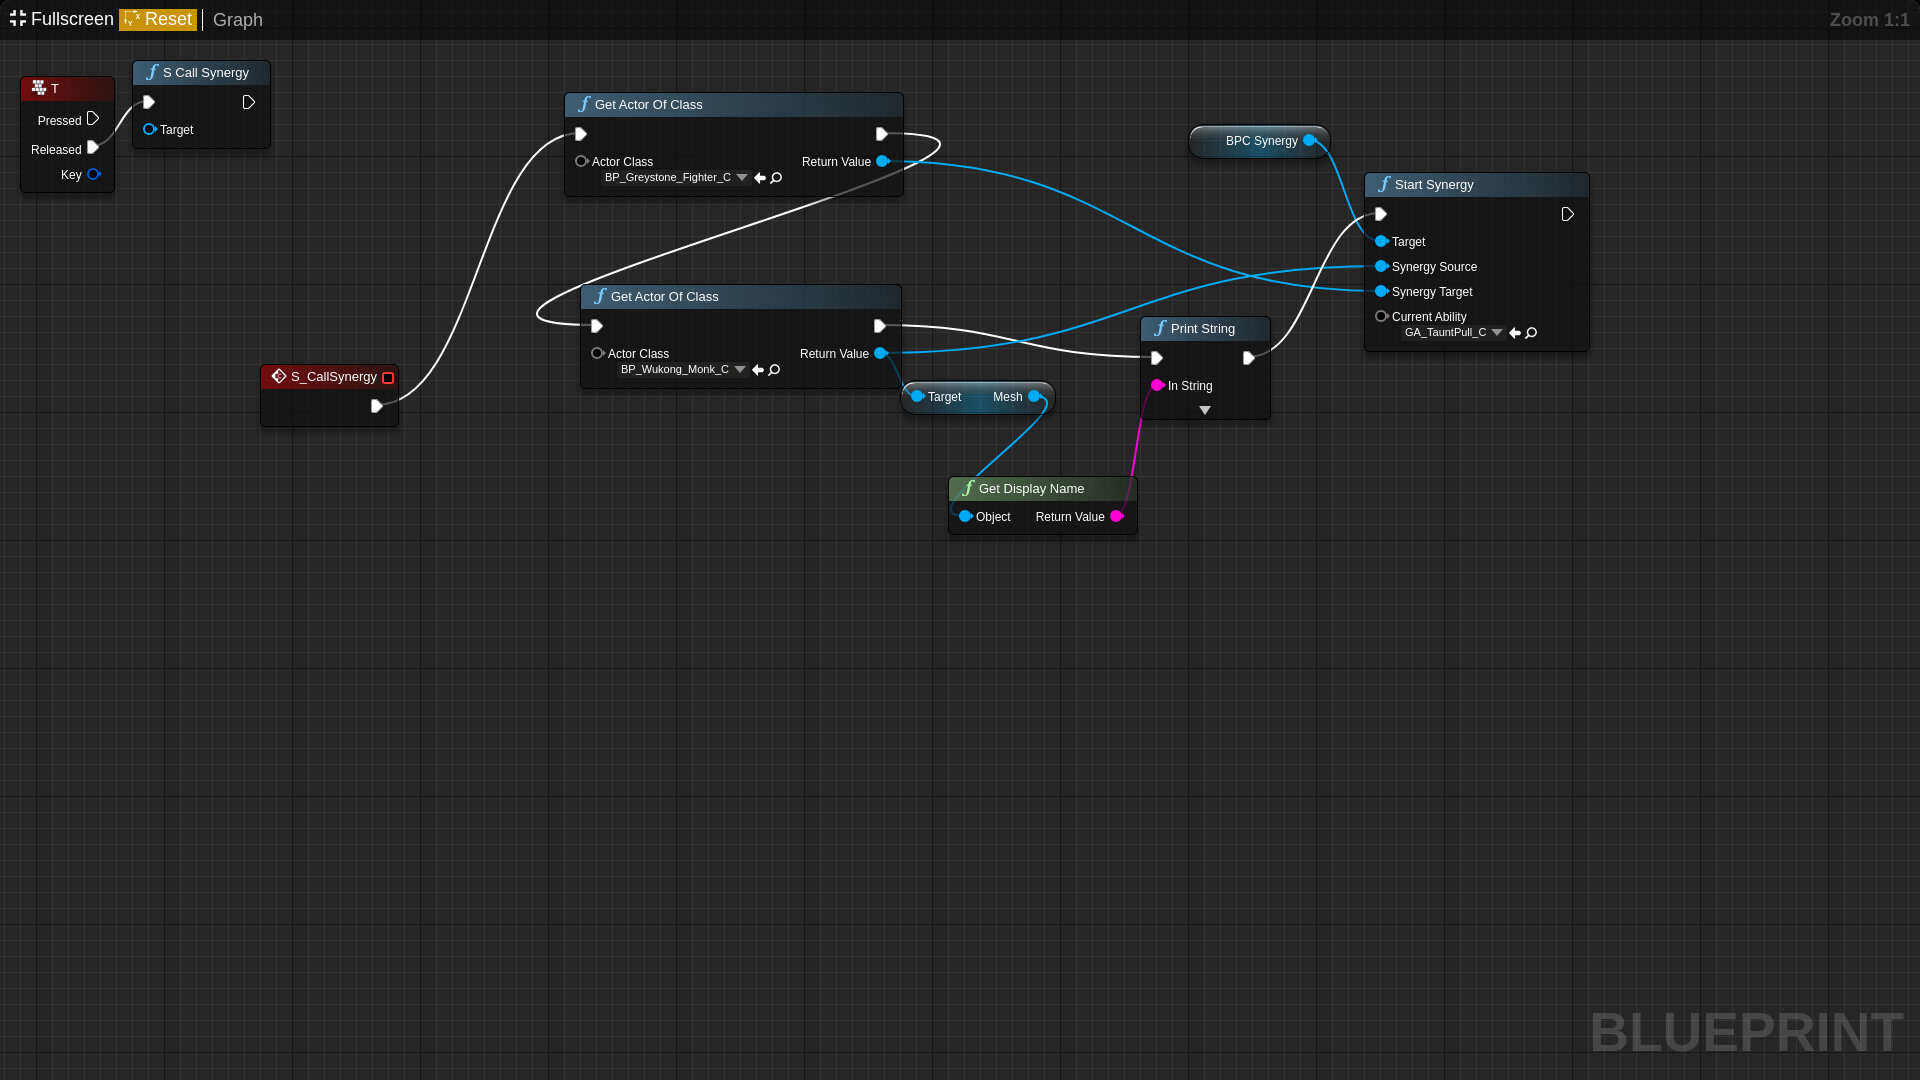 Fullscreen Reset Graph
Zoom 1:1
T
Pressed
Released
Key
S Call Synergy
Target
S_CallSynergy
Get Actor Of Class
Actor Class Return Value
BP_Greystone_Fighter_C
Get Actor Of Class
Actor Class Return Value
BP_Wukong_Monk_C
Target Mesh
Get Display Name
Object Return Value
Print String
In String
BPC Synergy
Start Synergy
Target
Synergy Source
Synergy Target
Current Ability
GA_TauntPull_C
BLUEPRINT